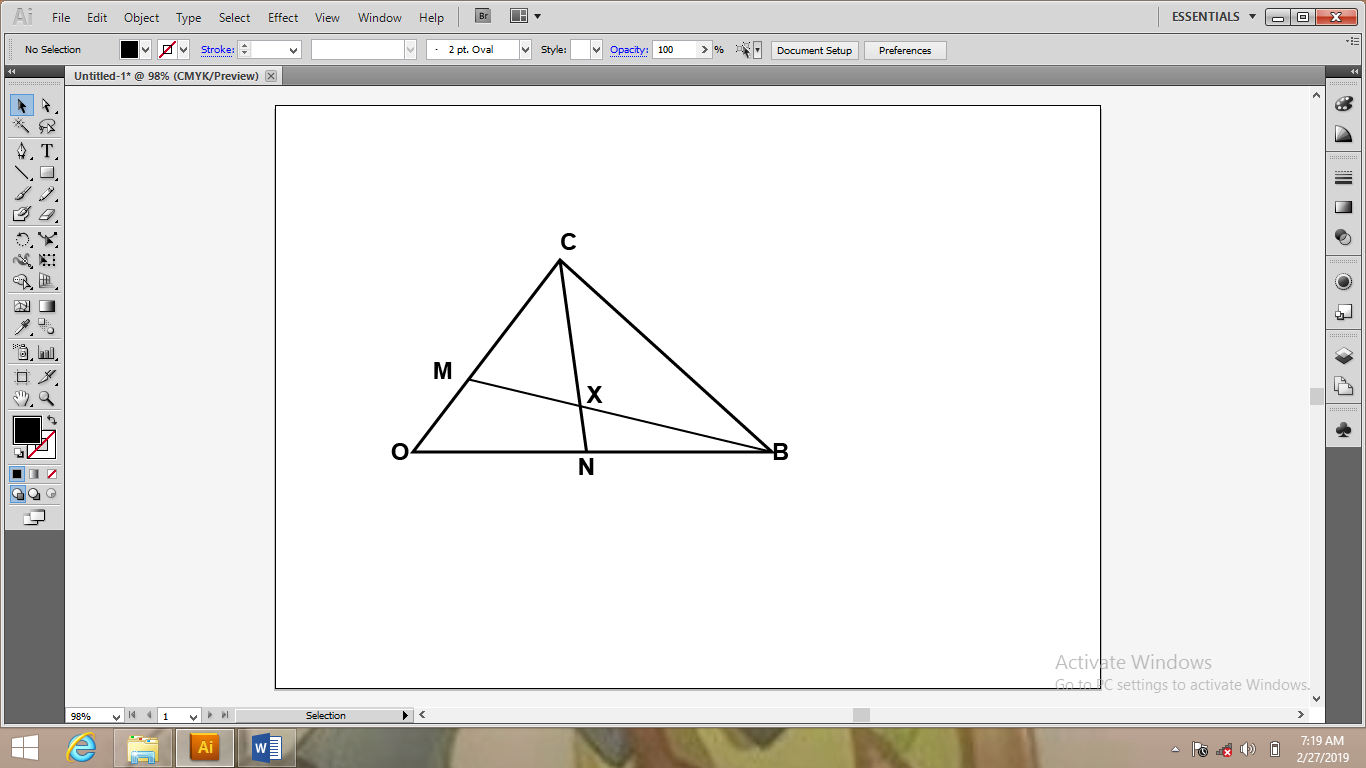 Ai File Edit Object Type Select Effect View Window Help Br ESSENTIALS
No Selection Stroke: 2 pt. Oval Style: Opacity: 100 % Document Setup Preferences
Untitled-1* @ 98% (CMYK/Preview)
T
C
M
X
O
B
N
Activate Windows
Go to PC settings to activate Windows.
98% 1 Selection
Ai W 7:19 AM
2/27/2019